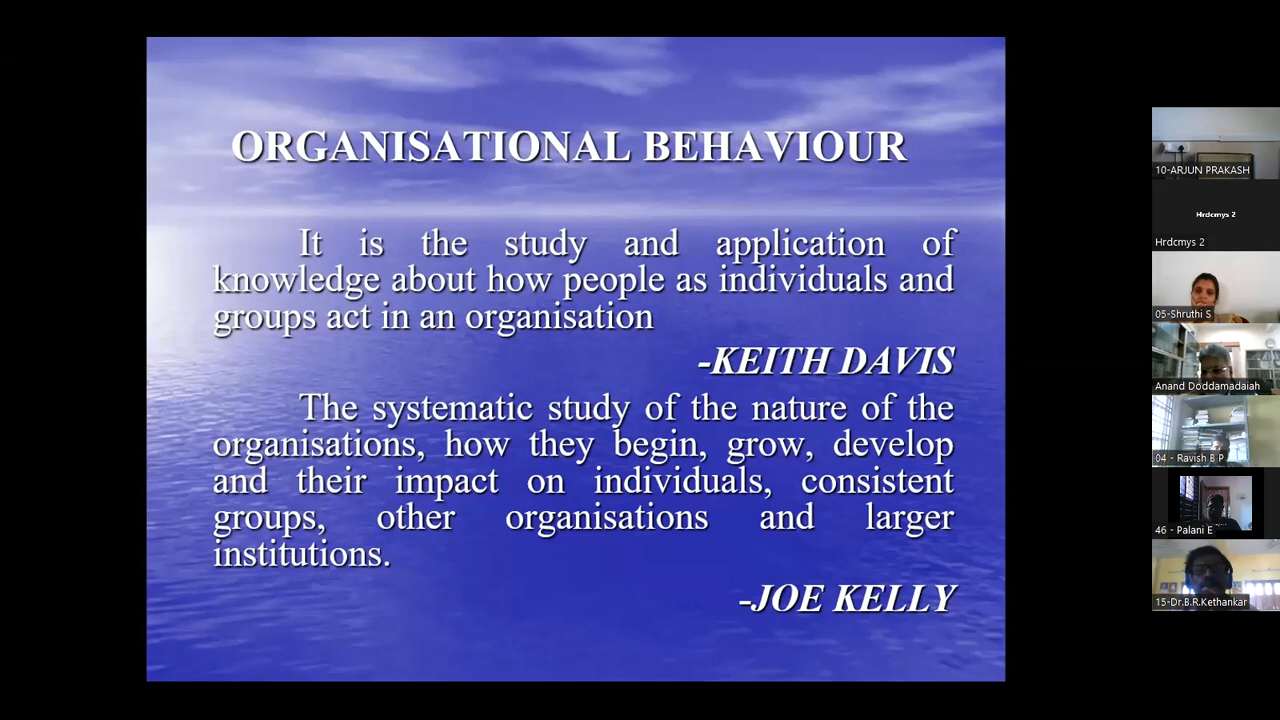 ORGANISATIONAL BEHAVIOUR
It is the study and application of
knowledge about how people as individuals and
groups act in an organisation
-KEITH DAVIS
The systematic study of the nature of the
organisations, how they begin, grow, develop
and their impact on individuals, consistent
groups, other organisations and larger
institutions.
-JOE KELLY
10-ARJUN PRAKASH
Hrdcmys 2
Hrdcmys 2
05-Shruthi S
Anand Doddamadaiah
04 - Ravish B P
46 - Palani E
15-Dr.B.R.Kethankar